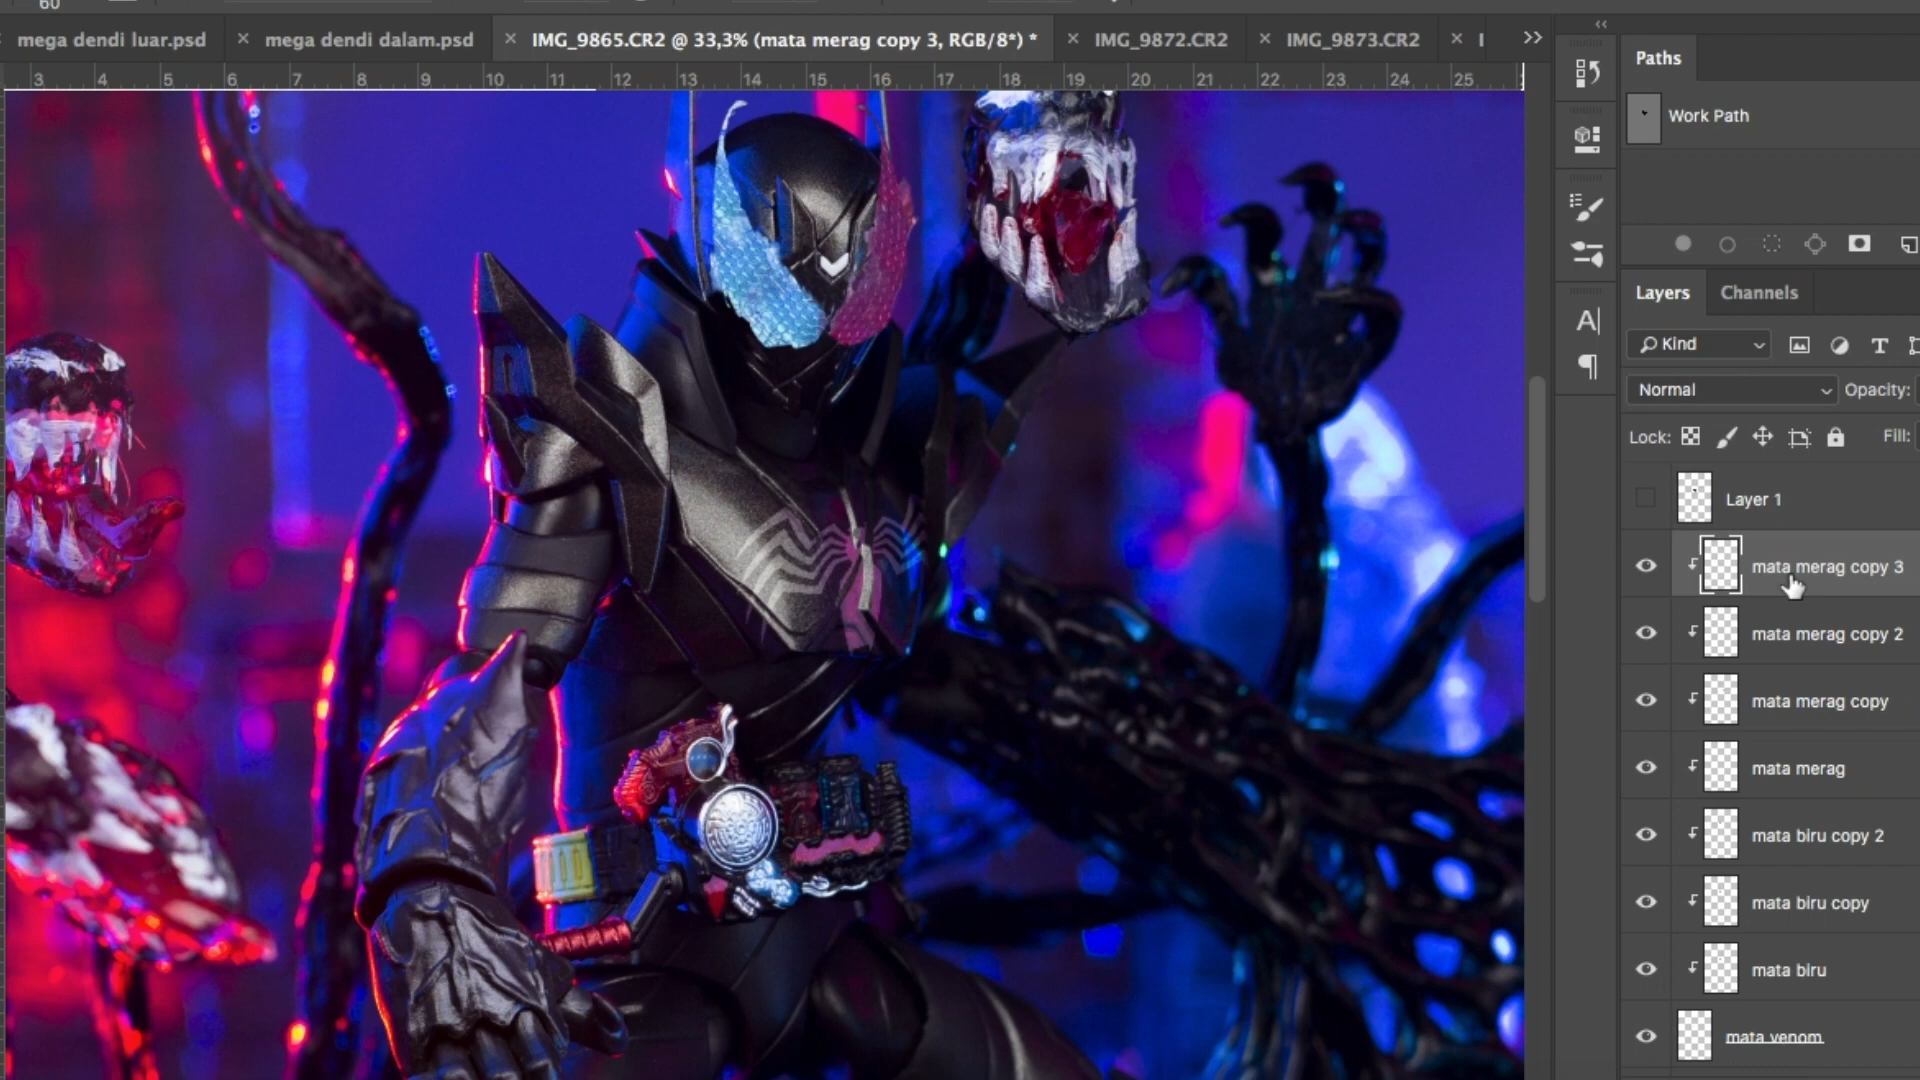 60
mega dendi luar.psd
mega dendi dalam.psd
IMG_9865.CR2 @ 33,3% (mata merag copy 3, RGB/8*) *
IMG_9872.CR2
IMG_9873.CR2
3 4 5 6 7 8 9 10 11 12 13 14 15 16 17 18 19 20 21 22 23 24 25
Paths
Work Path
Layers
Channels
Kind
Normal
Opacity:
Lock:
Fill:
Layer 1
mata merag copy 3
mata merag copy 2
mata merag copy
mata merag
mata biru copy 2
mata biru copy
mata biru
mata venom